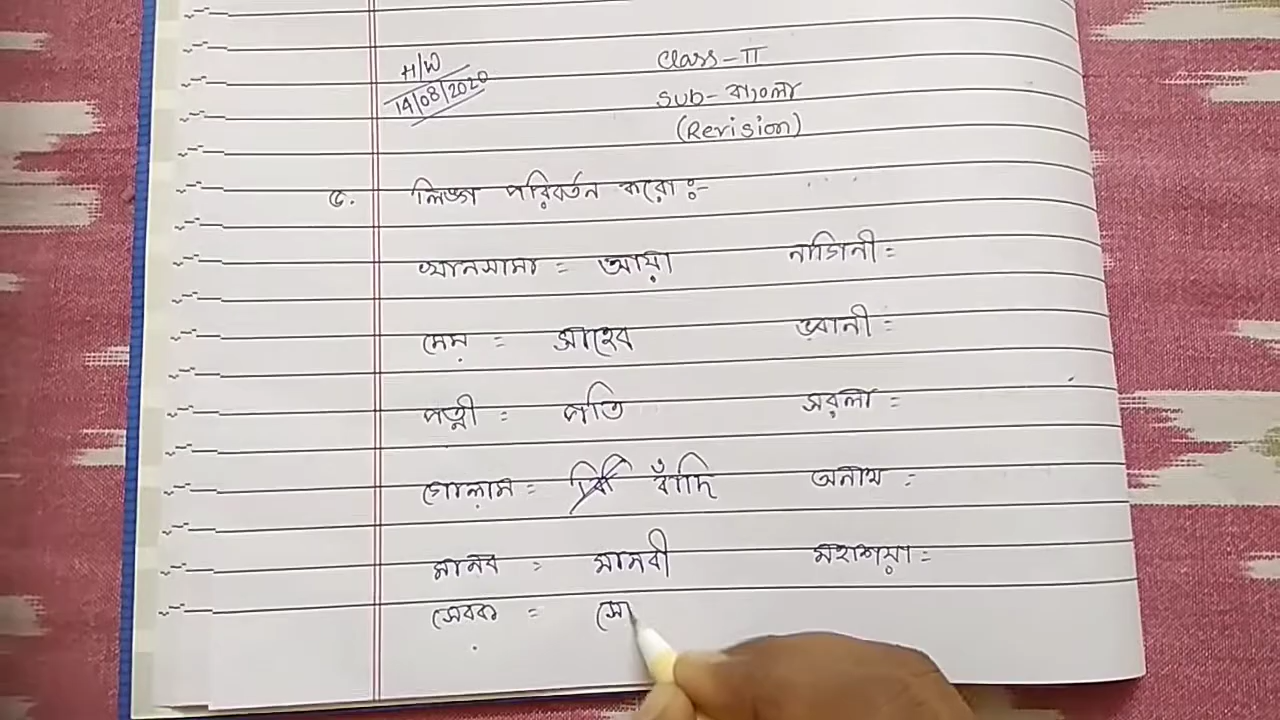 H/W
14/08/2020
Class - II
Sub - বাংলা
(Revision)
৫. লিঙ্গ পরিবর্তন করো :-
খানসামা = আয়া নাগিনী =
মেম = সাহেব ভবানী =
পত্নী = পতি সরলা =
গোলাম = বাঁদি অনাথ =
মানব = মানবী মহাশয়া =
সেবক = সে